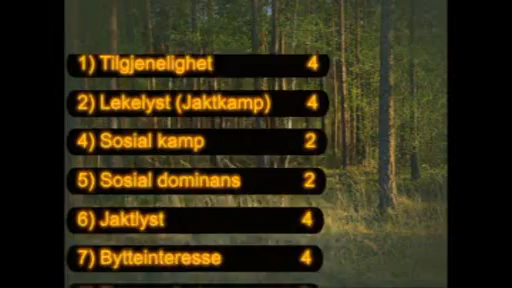 1) Tilgjenelighet 4
2) Lekelyst (Jaktkamp) 4
4) Sosial kamp 2
5) Sosial dominans 2
6) Jaktlyst 4
7) Bytteinteresse 4